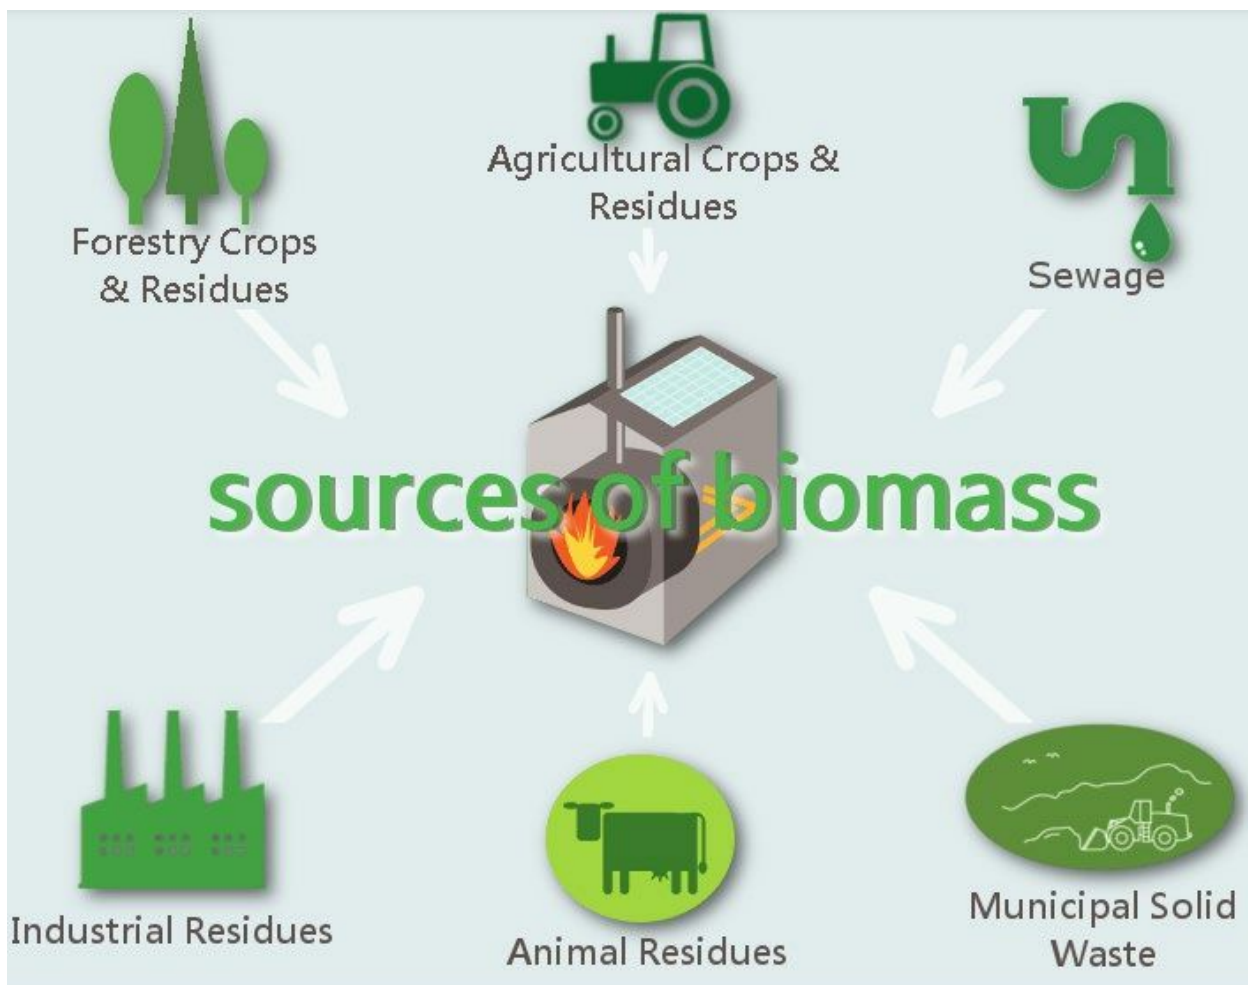 Agricultural Crops &
Residues
Forestry Crops
& Residues
Sewage
sources of biomass
Industrial Residues
Animal Residues
Municipal Solid
Waste